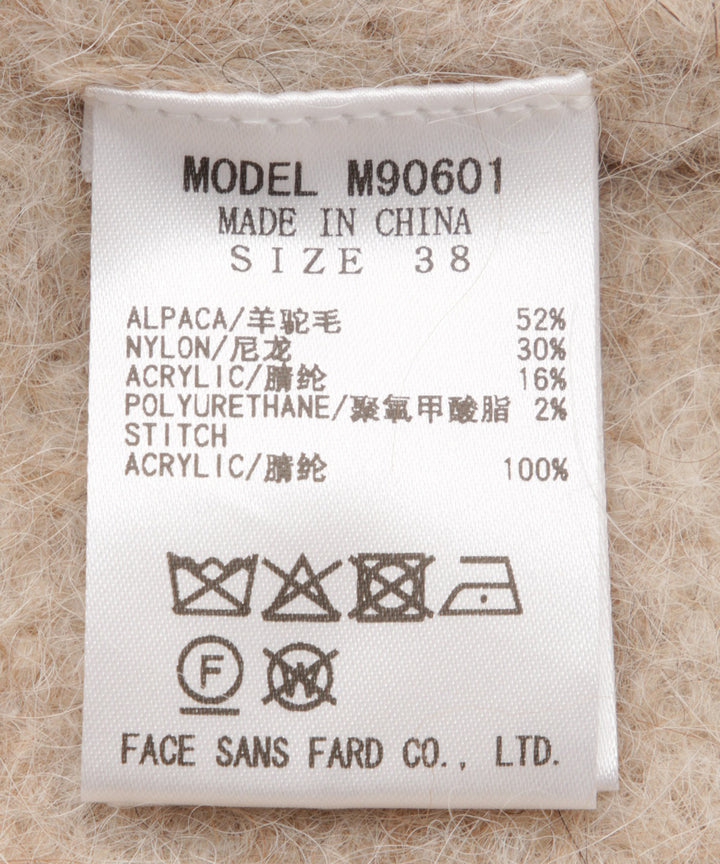 MODEL M90601
MADE IN CHINA
SIZE 38
ALPACA/羊驼毛 52%
NYLON/尼龙 30%
ACRYLIC/腈纶 16%
POLYURETHANE/聚氧甲酸脂 2%
STITCH
ACRYLIC/腈纶 100%
F W
FACE SANS FARD CO., LTD.